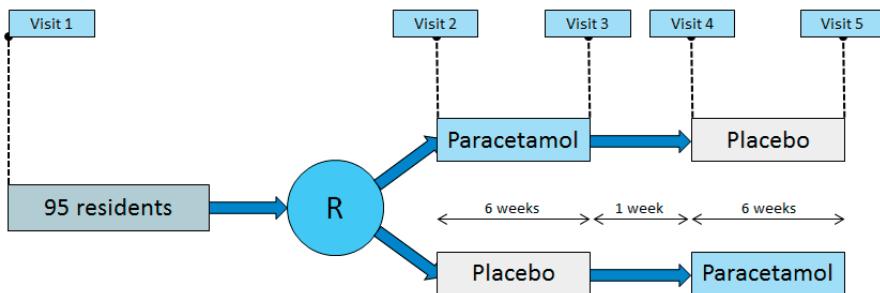 Visit 1
Visit 2
Visit 3
Visit 4
Visit 5
Paracetamol
Placebo
95 residents
R
6 weeks
1 week
6 weeks
Placebo
Paracetamol